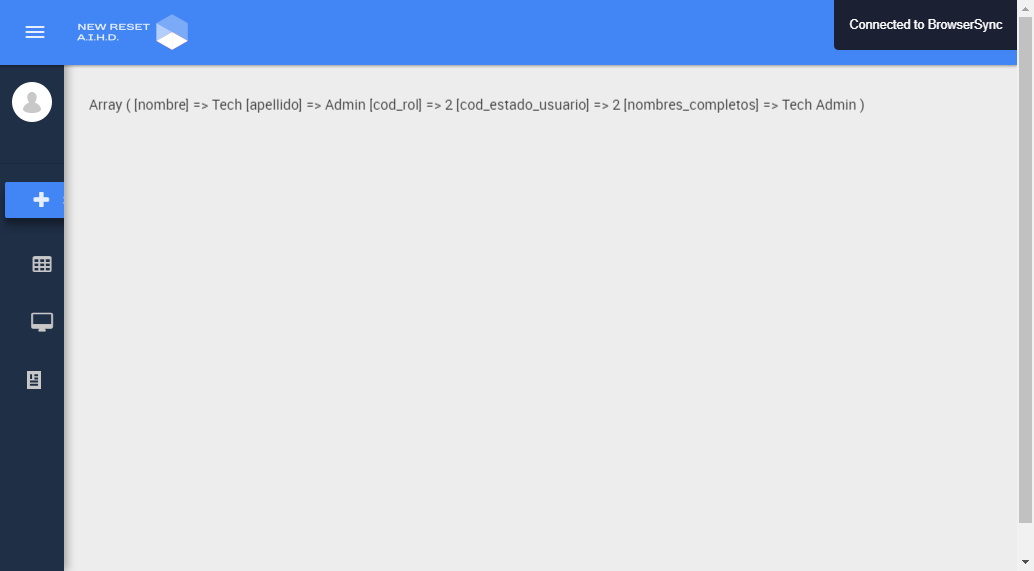 NEW RESET
A.I.H.D.
Connected to BrowserSync
Array ( [nombre] => Tech [apellido] => Admin [cod_rol] => 2 [cod_estado_usuario] => 2 [nombres_completos] => Tech Admin )